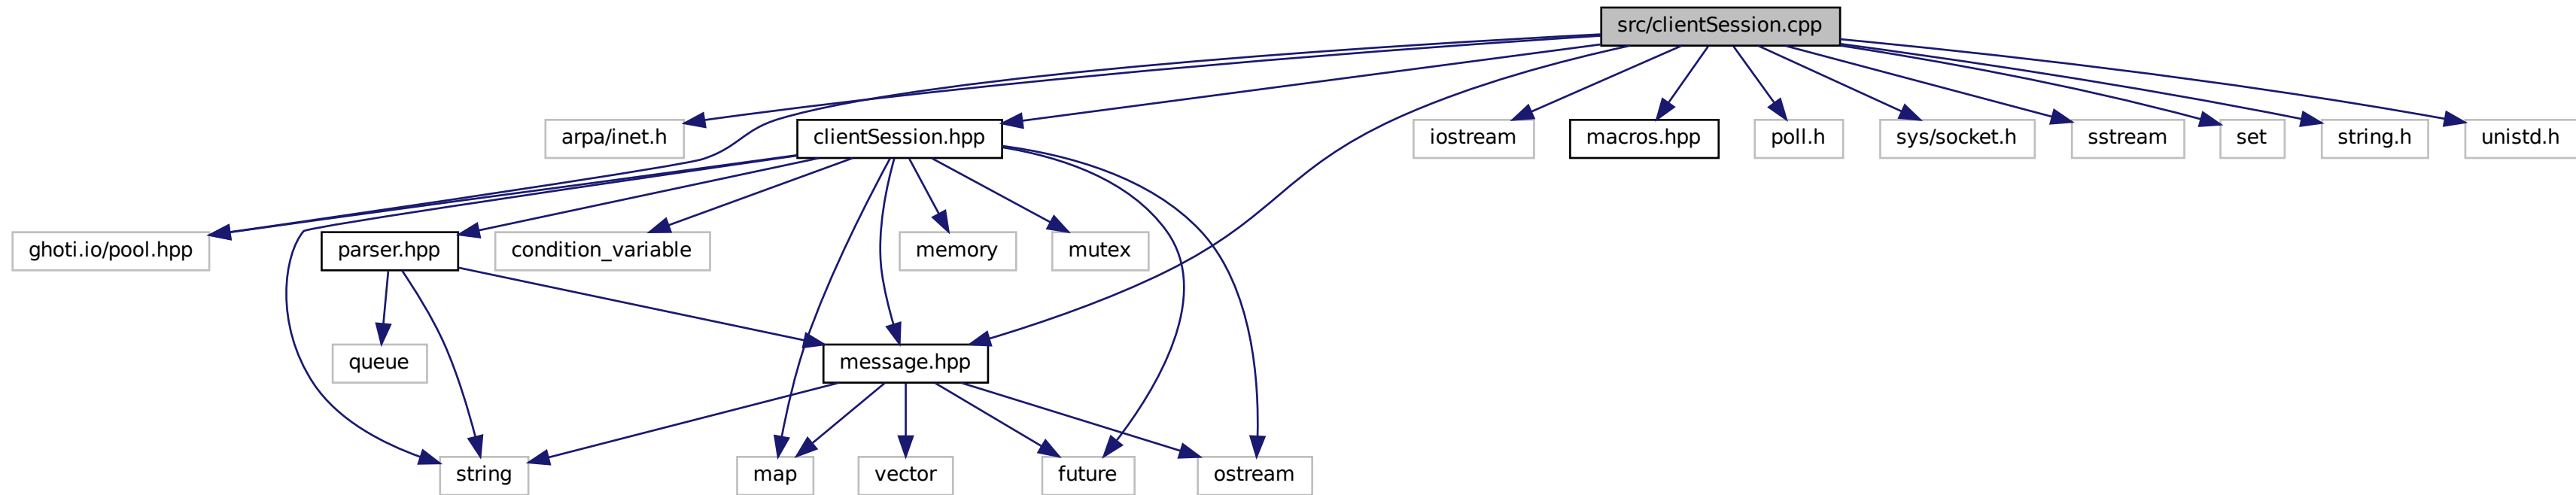 src/clientSession.cpp
arpa/inet.h
clientSession.hpp
iostream
macros.hpp
poll.h
sys/socket.h
sstream
set
string.h
unistd.h
ghoti.io/pool.hpp
parser.hpp
condition_variable
memory
mutex
queue
message.hpp
string
map
vector
future
ostream